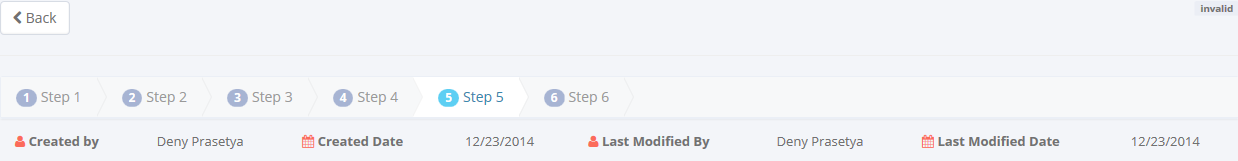 Back
invalid
1 Step 1 2 Step 2 3 Step 3 4 Step 4 5 Step 5 6 Step 6
Created by Deny Prasetya Created Date 12/23/2014 Last Modified By Deny Prasetya Last Modified Date 12/23/2014